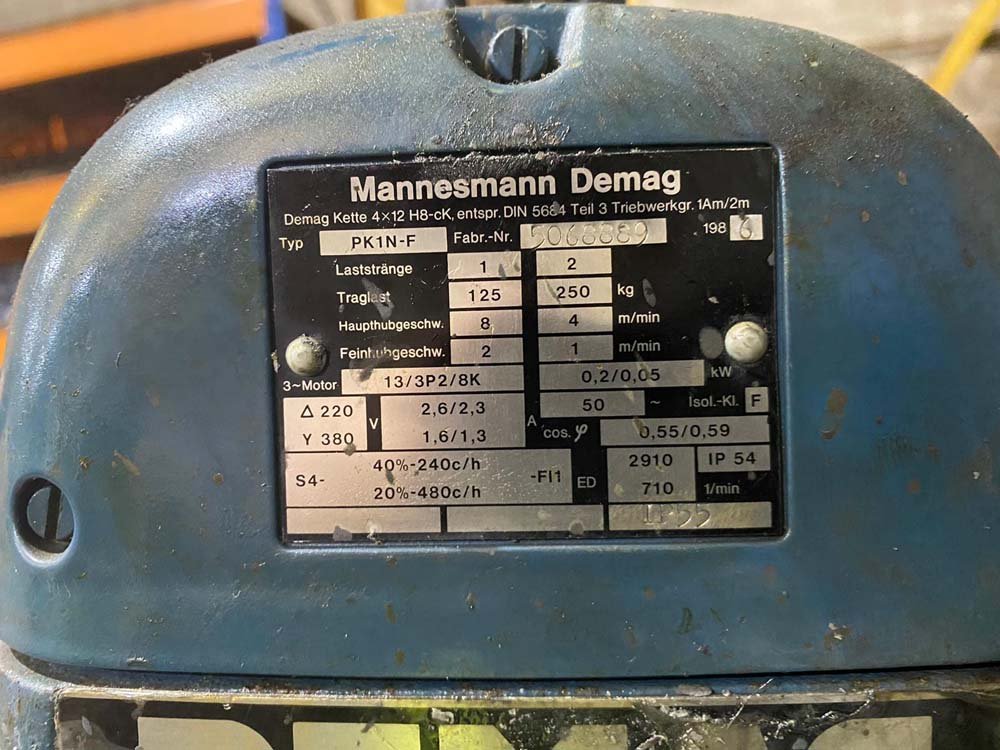 Mannesmann Demag
Demag Kette 4×12 H8-cK, entspr. DIN 5684 Teil 3 Triebwerkgr. 1Am/2m
Typ PK1N-F Fabr.-Nr. 5068889 198 6
Laststränge 1 2
Traglast 125 250 kg
Haupthubgeschw. 8 4 m/min
Feinhubgeschw. 2 1 m/min
3~Motor 13/3P2/8K 0,2/0,05 kW
Δ 220 V 2,6/2,3 A 50 ~ Isol.-Kl. F
Y 380 1,6/1,3 cos. φ 0,55/0,59
S4- 40%-240c/h -FI1 ED 2910 IP 54
20%-480c/h 710 1/min
IP55